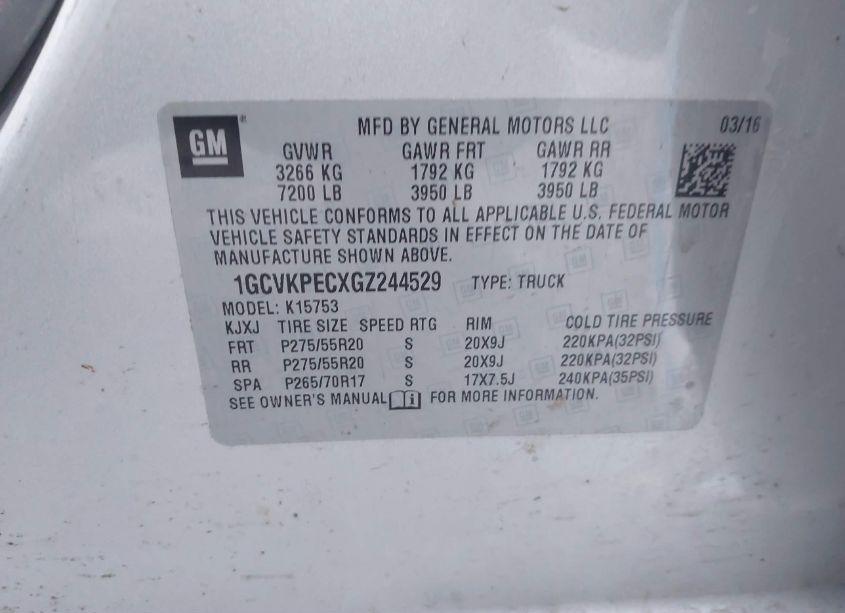 GM
MFD BY GENERAL MOTORS LLC 03/16
GVWR GAWR FRT GAWR RR
3266 KG 1792 KG 1792 KG
7200 LB 3950 LB 3950 LB
THIS VEHICLE CONFORMS TO ALL APPLICABLE U.S. FEDERAL MOTOR
VEHICLE SAFETY STANDARDS IN EFFECT ON THE DATE OF
MANUFACTURE SHOWN ABOVE.
1GCVKPECXGZ244529 TYPE: TRUCK
MODEL: K15753
KJXJ TIRE SIZE SPEED RTG RIM COLD TIRE PRESSURE
FRT P275/55R20 S 20X9J 220KPA(32PSI)
RR P275/55R20 S 20X9J 220KPA(32PSI)
SPA P265/70R17 S 17X7.5J 240KPA(35PSI)
SEE OWNER'S MANUAL FOR MORE INFORMATION.